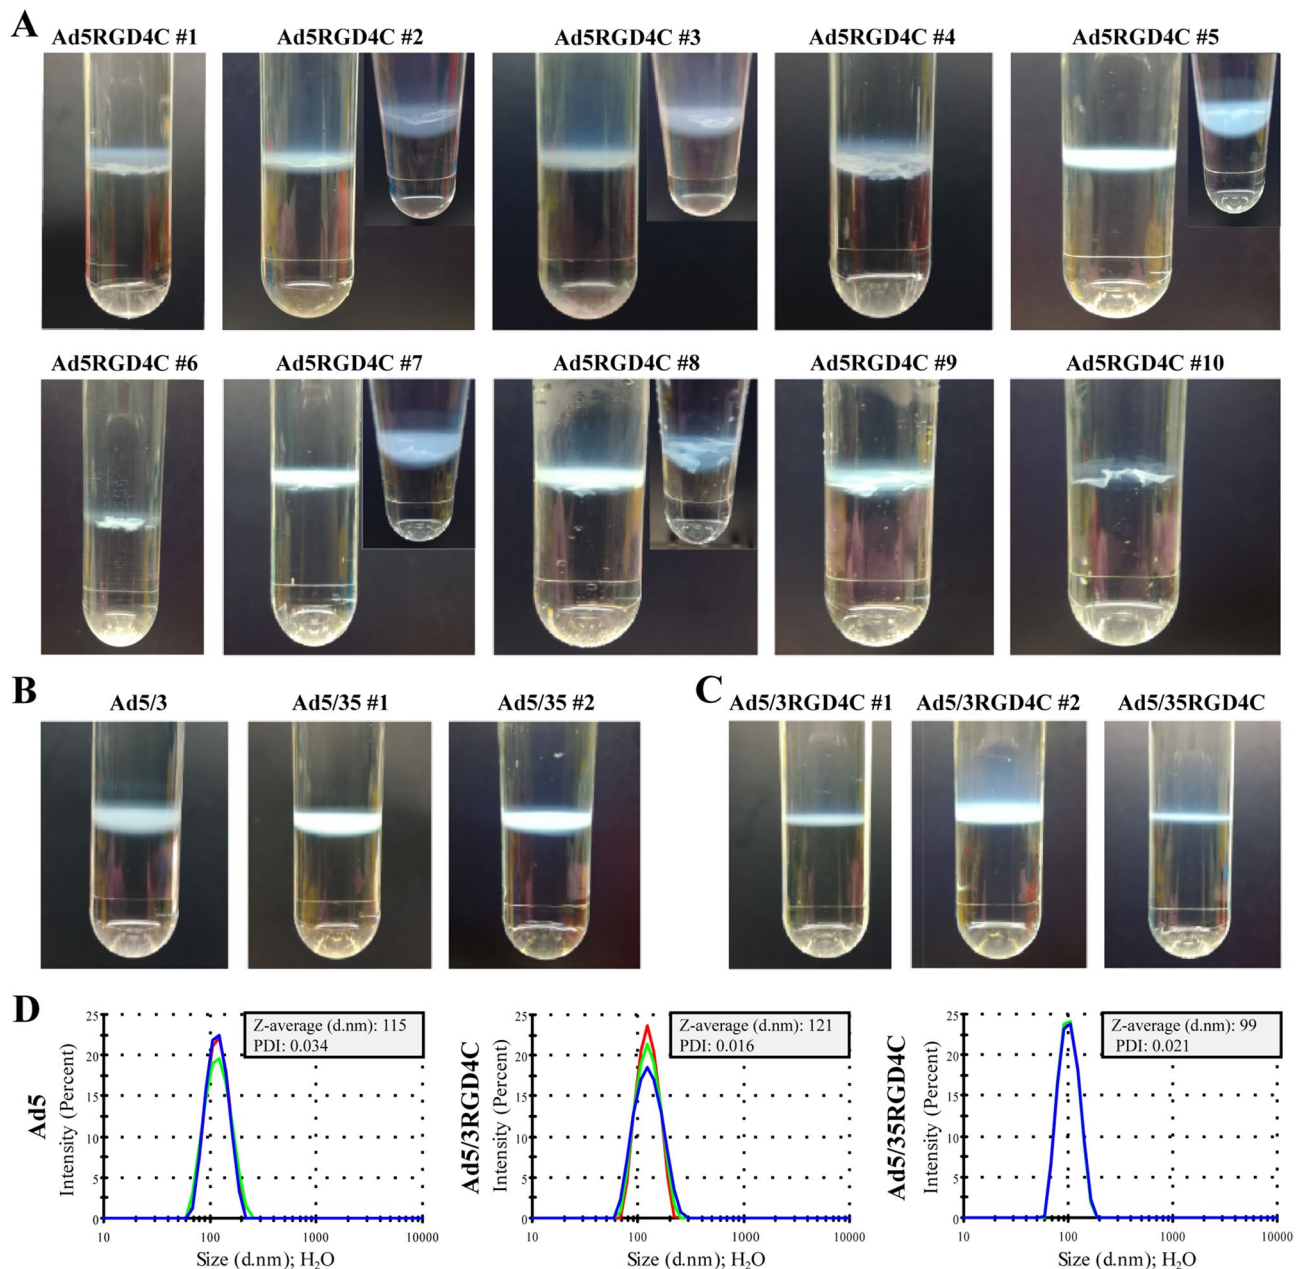 A
Ad5RGD4C #1
Ad5RGD4C #2
Ad5RGD4C #3
Ad5RGD4C #4
Ad5RGD4C #5
Ad5RGD4C #6
Ad5RGD4C #7
Ad5RGD4C #8
Ad5RGD4C #9
Ad5RGD4C #10
B
Ad5/3
Ad5/35 #1
Ad5/35 #2
C
Ad5/3RGD4C #1
Ad5/3RGD4C #2
Ad5/35RGD4C
D
Ad5
Intensity (Percent)
25
20
15
10
5
0
Z-average (d.nm): 115
PDI: 0.034
10
100
1000
10000
Size (d.nm); H₂O
Ad5/3RGD4C
Intensity (Percent)
25
20
15
10
5
0
Z-average (d.nm): 121
PDI: 0.016
10
100
1000
10000
Size (d.nm); H₂O
Ad5/35RGD4C
Intensity (Percent)
25
20
15
10
5
0
Z-average (d.nm): 99
PDI: 0.021
10
100
1000
10000
Size (d.nm); H₂O